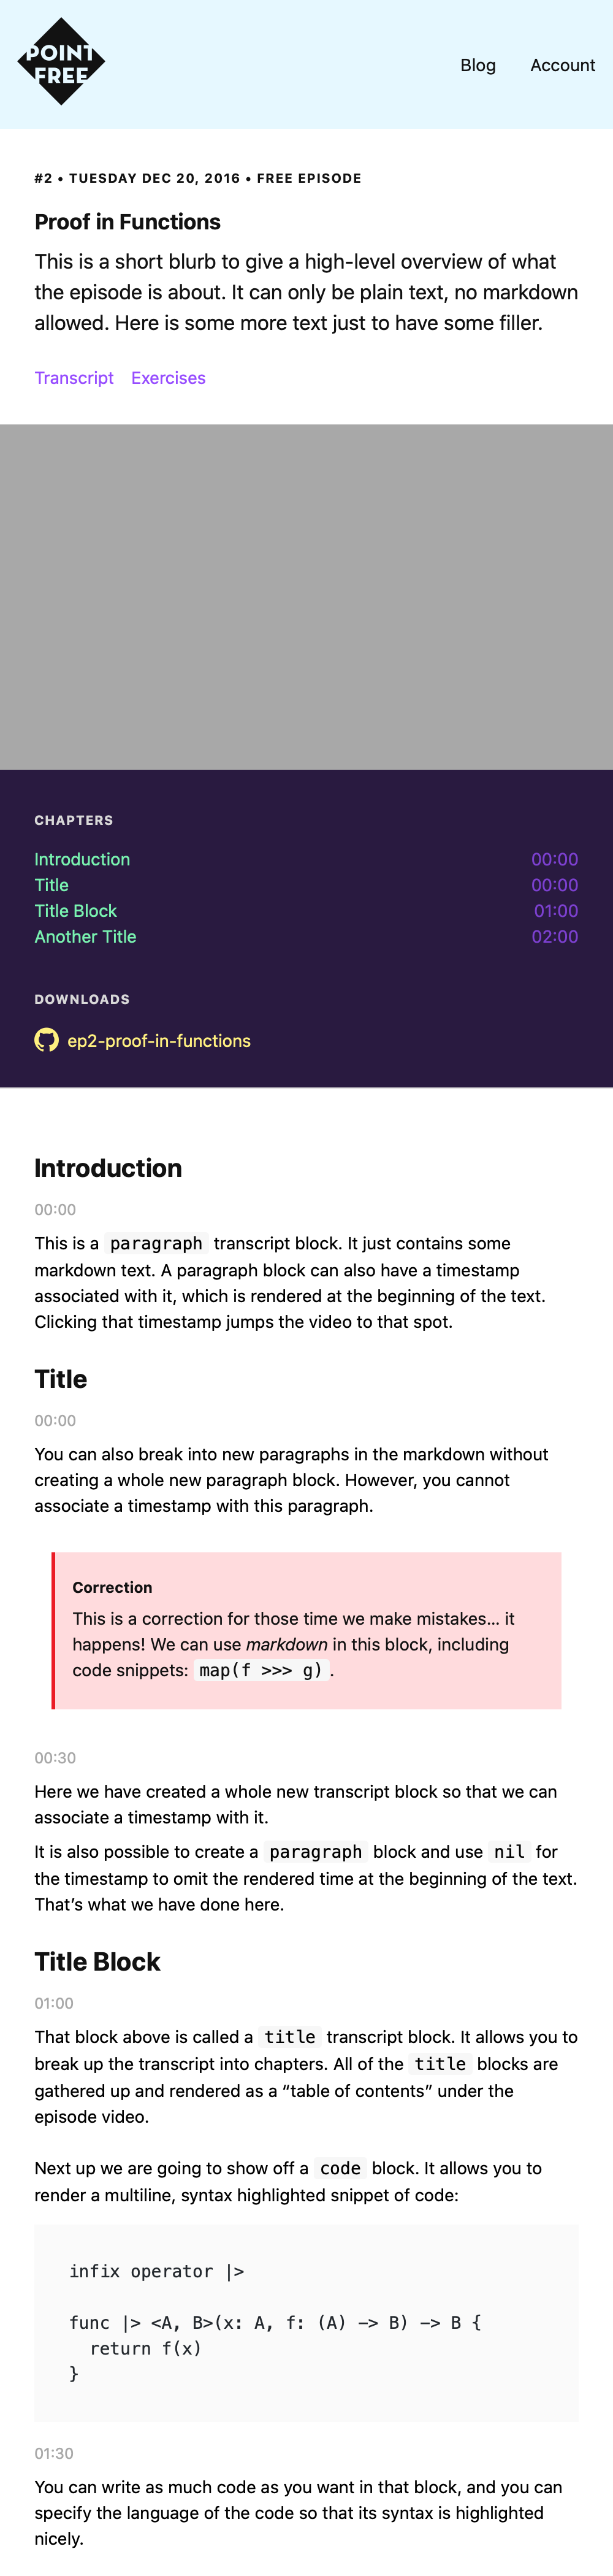 POINT
FREE
Blog
Account
#2 • TUESDAY DEC 20, 2016 • FREE EPISODE
Proof in Functions
This is a short blurb to give a high-level overview of what
the episode is about. It can only be plain text, no markdown
allowed. Here is some more text just to have some filler.
Transcript Exercises
CHAPTERS
Introduction 00:00
Title 00:00
Title Block 01:00
Another Title 02:00
DOWNLOADS
ep2-proof-in-functions
Introduction
00:00
This is a paragraph transcript block. It just contains some
markdown text. A paragraph block can also have a timestamp
associated with it, which is rendered at the beginning of the text.
Clicking that timestamp jumps the video to that spot.
Title
00:00
You can also break into new paragraphs in the markdown without
creating a whole new paragraph block. However, you cannot
associate a timestamp with this paragraph.
Correction
This is a correction for those time we make mistakes… it
happens! We can use markdown in this block, including
code snippets: map(f >>> g).
00:30
Here we have created a whole new transcript block so that we can
associate a timestamp with it.
It is also possible to create a paragraph block and use nil for
the timestamp to omit the rendered time at the beginning of the text.
That’s what we have done here.
Title Block
01:00
That block above is called a title transcript block. It allows you to
break up the transcript into chapters. All of the title blocks are
gathered up and rendered as a “table of contents” under the
episode video.
Next up we are going to show off a code block. It allows you to
render a multiline, syntax highlighted snippet of code:
infix operator |>
func |> <A, B>(x: A, f: (A) -> B) -> B {
  return f(x)
}
01:30
You can write as much code as you want in that block, and you can
specify the language of the code so that its syntax is highlighted
nicely.